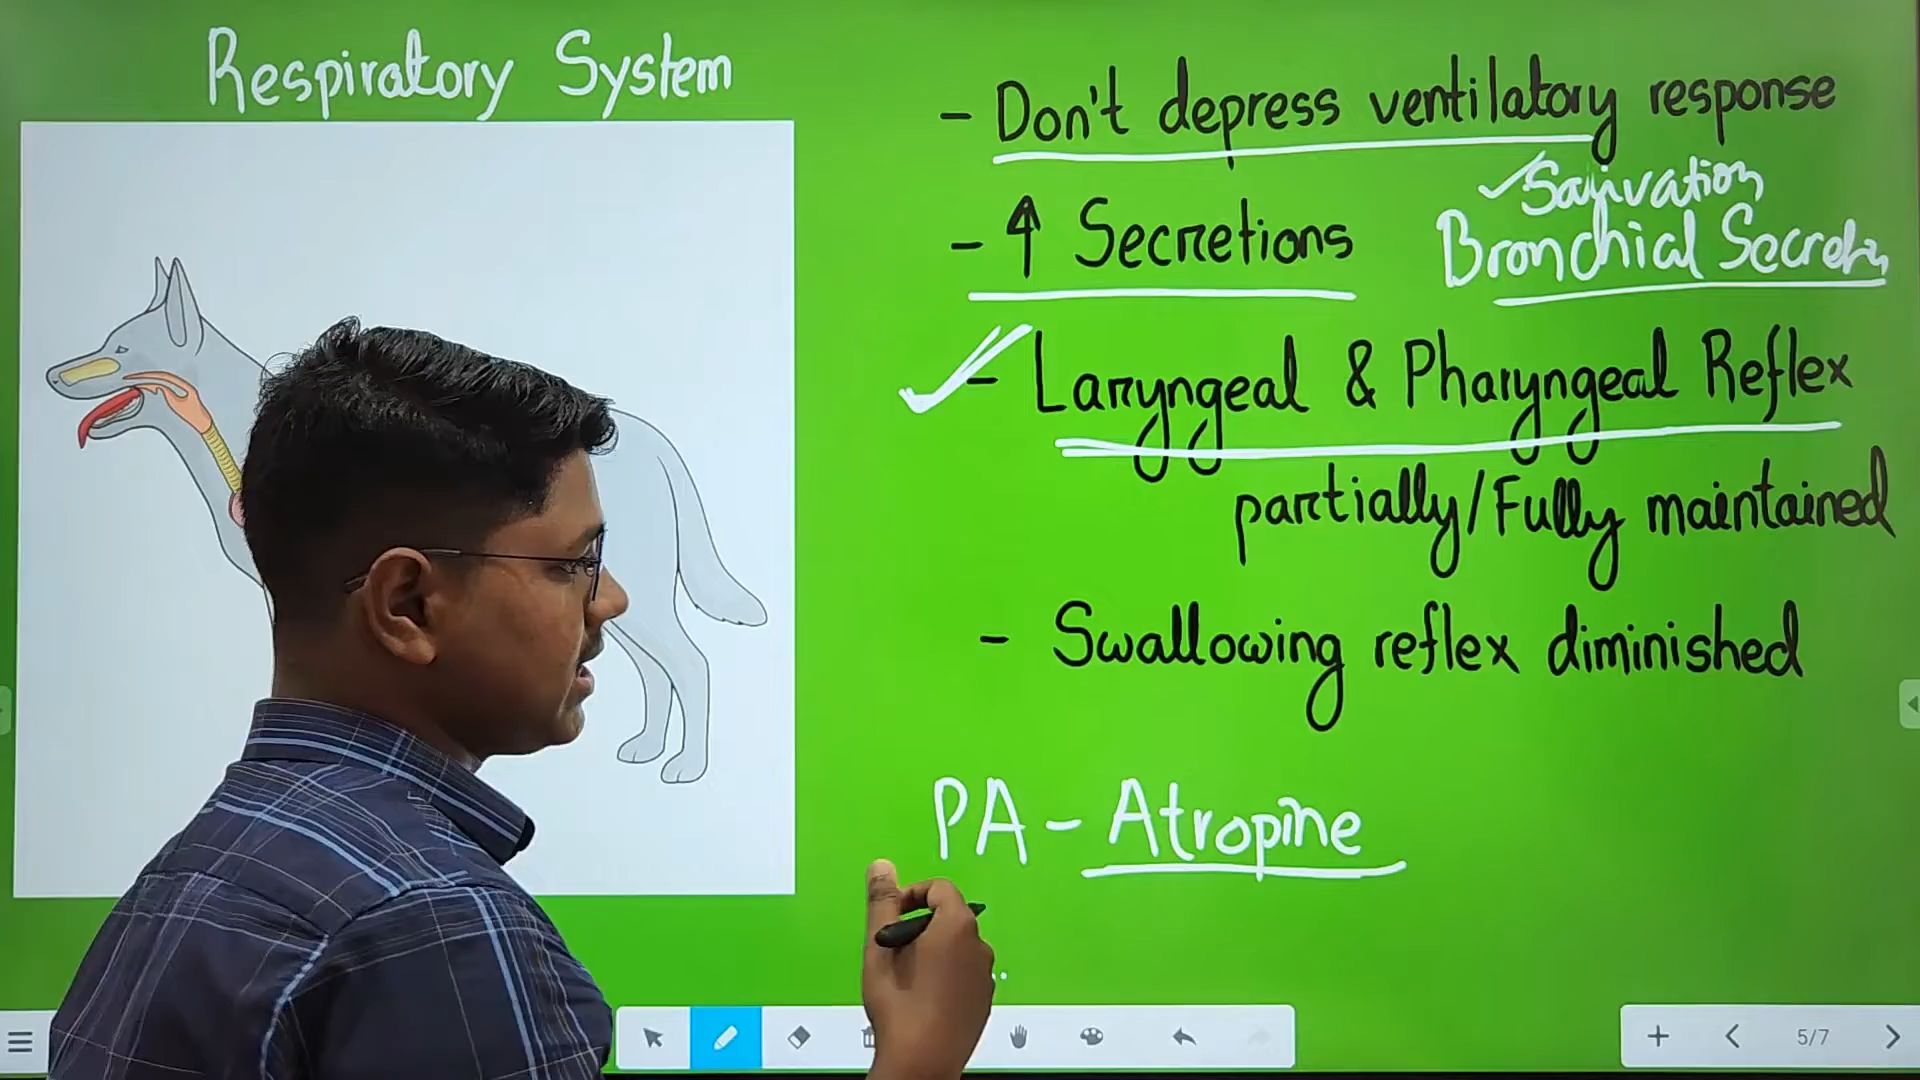 Respiratory System
- Don't depress ventilatory response
✓Salivation
- ↑ Secretions
Bronchial Secretn
✓- Laryngeal & Pharyngeal Reflex
partially/Fully maintained
- Swallowing reflex diminished
PA - Atropine
5/7